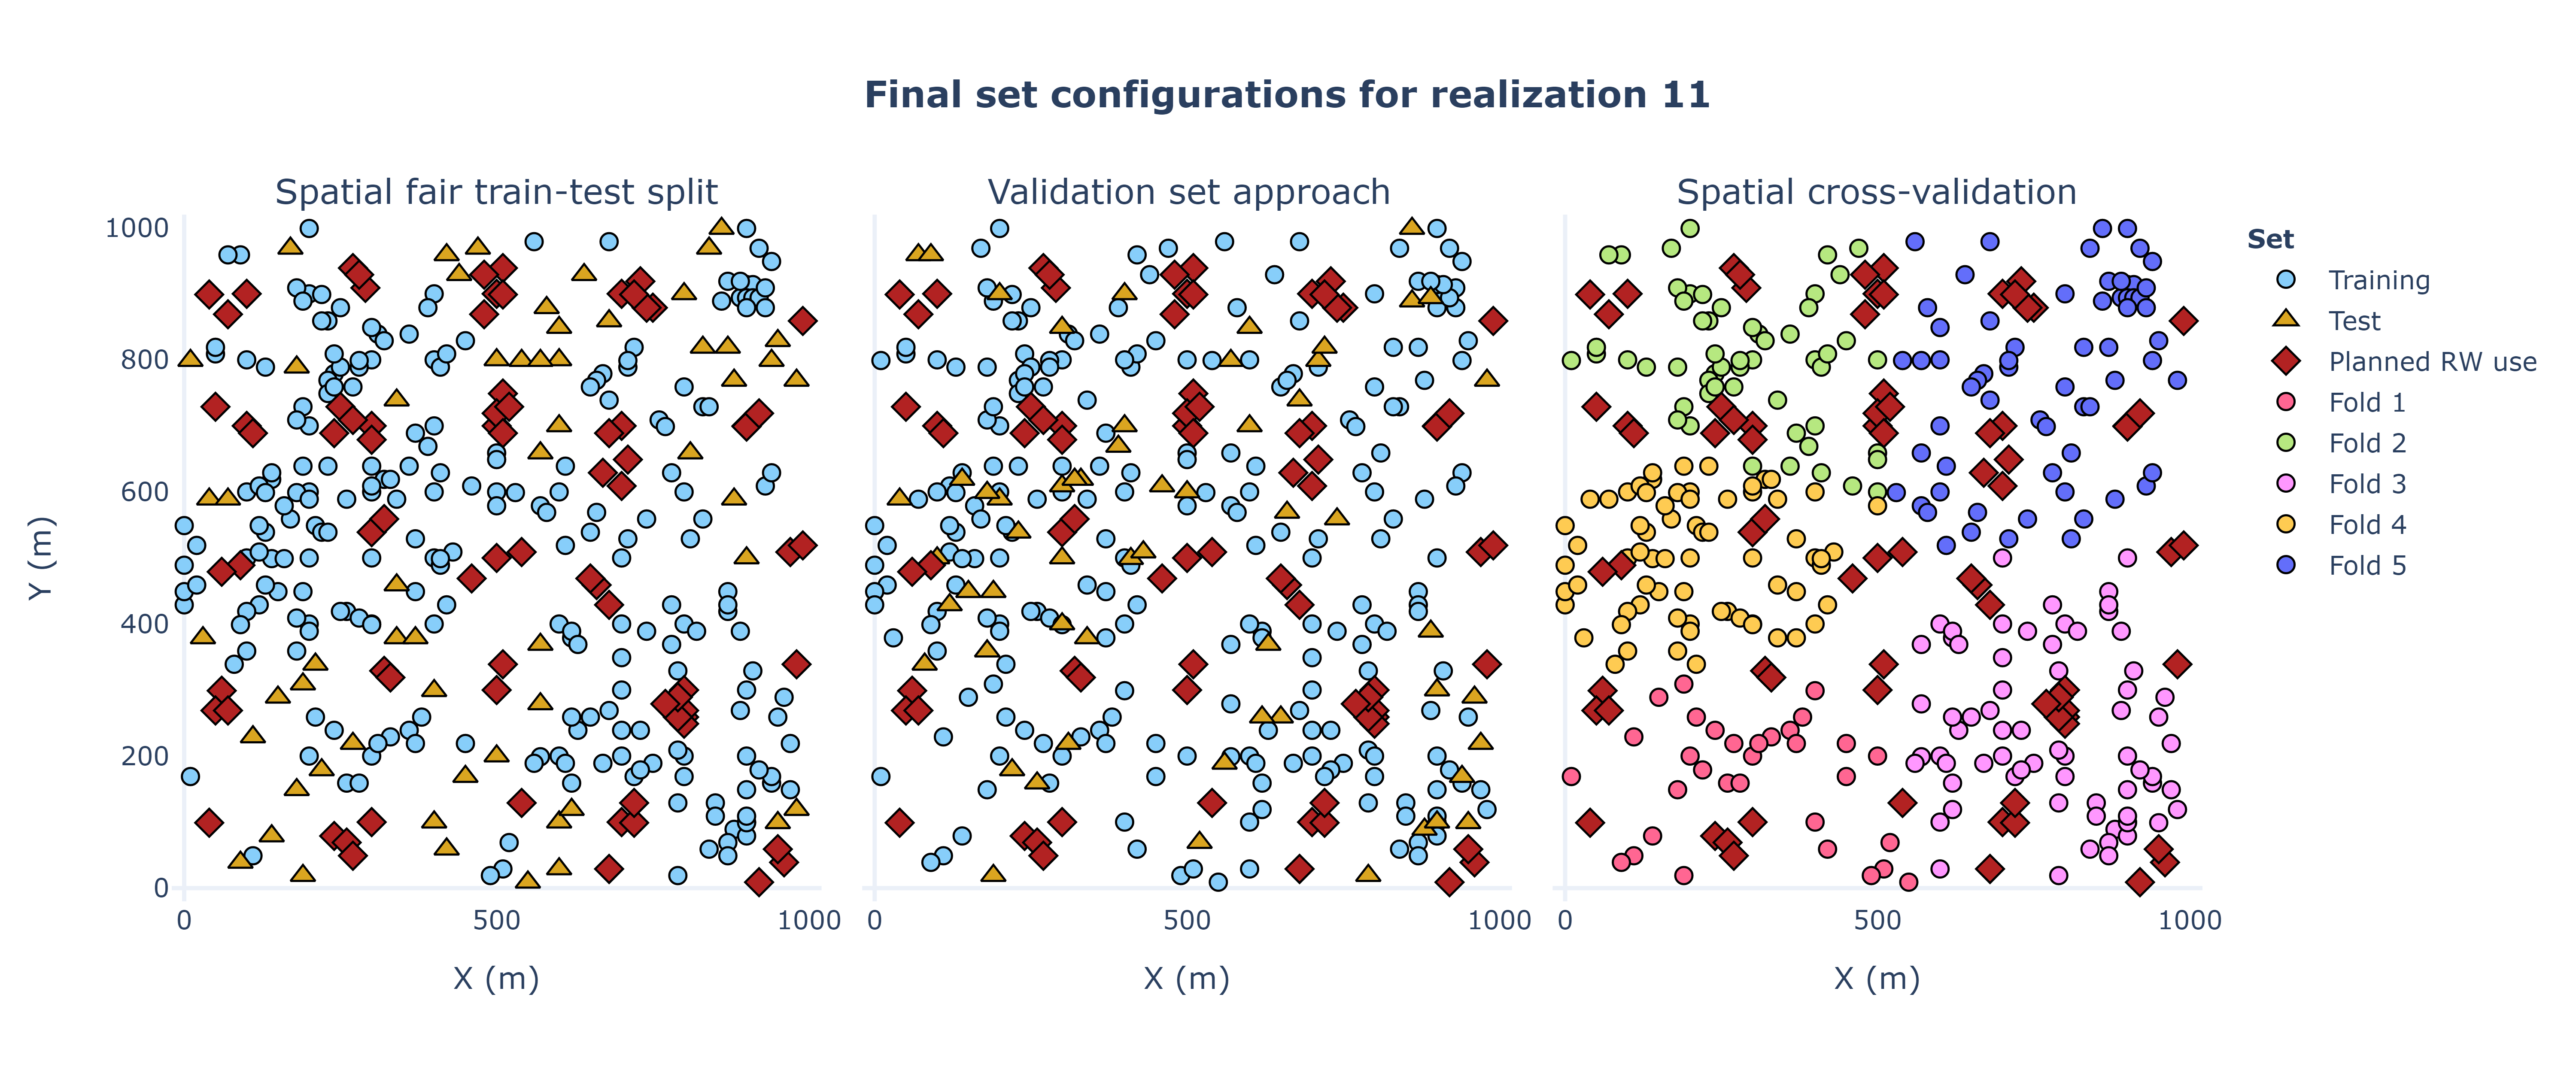 Final set configurations for realization 11
Spatial fair train-test split
Validation set approach
Spatial cross-validation
Y (m)
1000
800
600
400
200
0
0 500 1000
0 500 1000
0 500 1000
X (m)
X (m)
X (m)
Set
Training
Test
Planned RW use
Fold 1
Fold 2
Fold 3
Fold 4
Fold 5